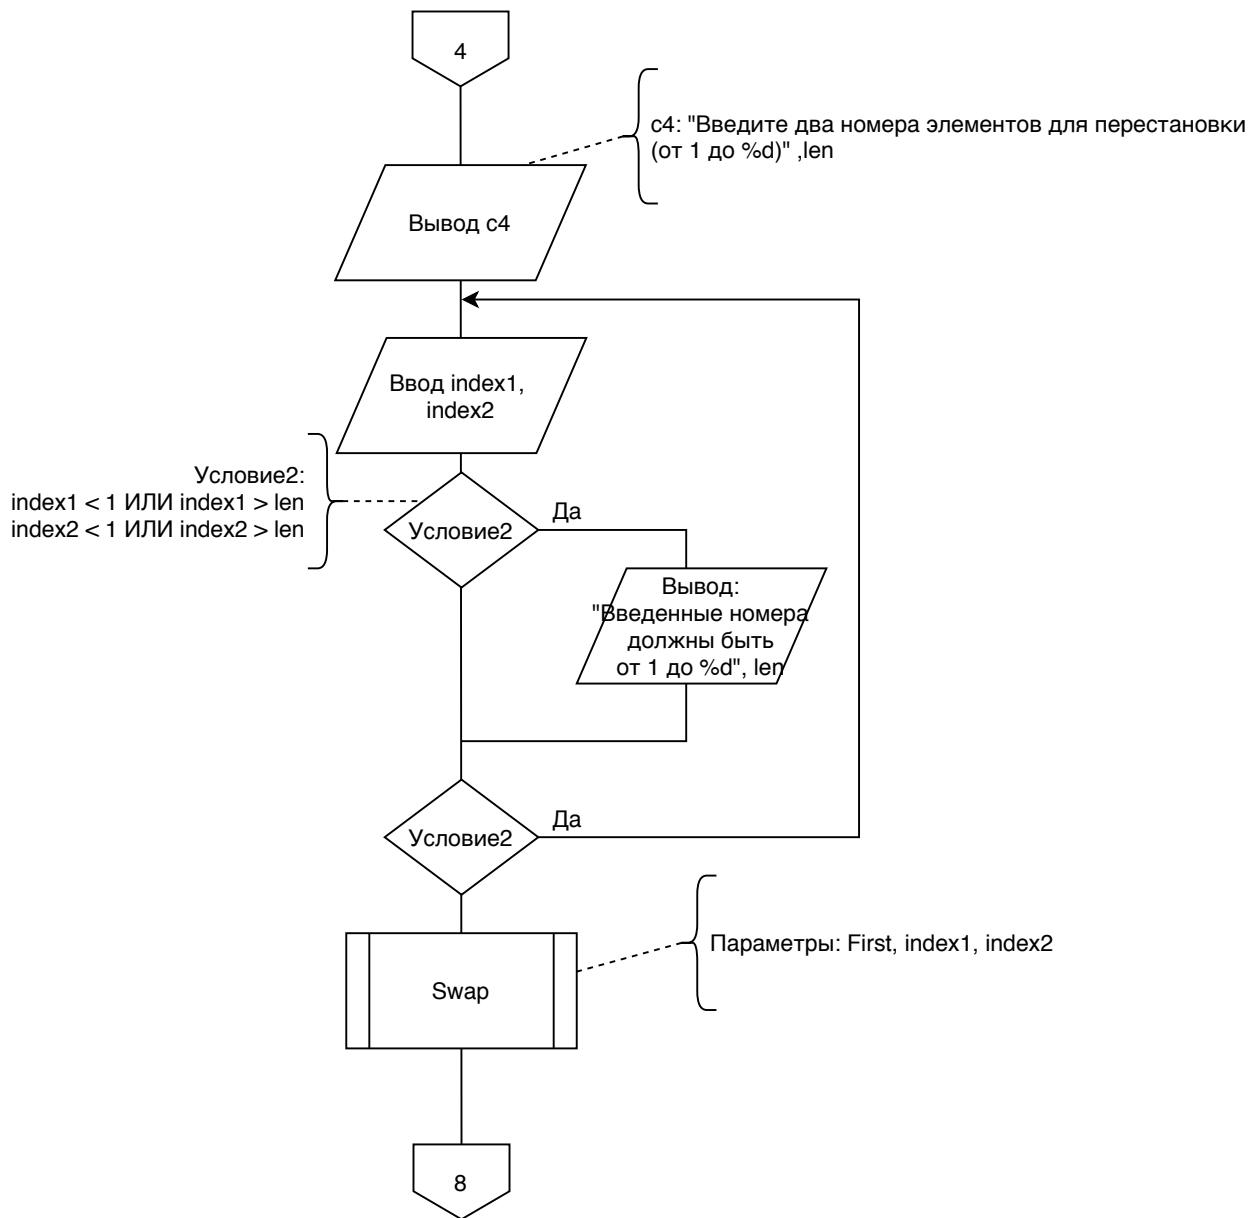 4
c4: "Введите два номера элементов для перестановки
(от 1 до %d)" ,len
Вывод c4
Ввод index1,
index2
Условие2:
index1 < 1 ИЛИ index1 > len
index2 < 1 ИЛИ index2 > len
Условие2
Да
Вывод:
"Введенные номера
должны быть
от 1 до %d", len
Условие2
Да
Параметры: First, index1, index2
Swap
8